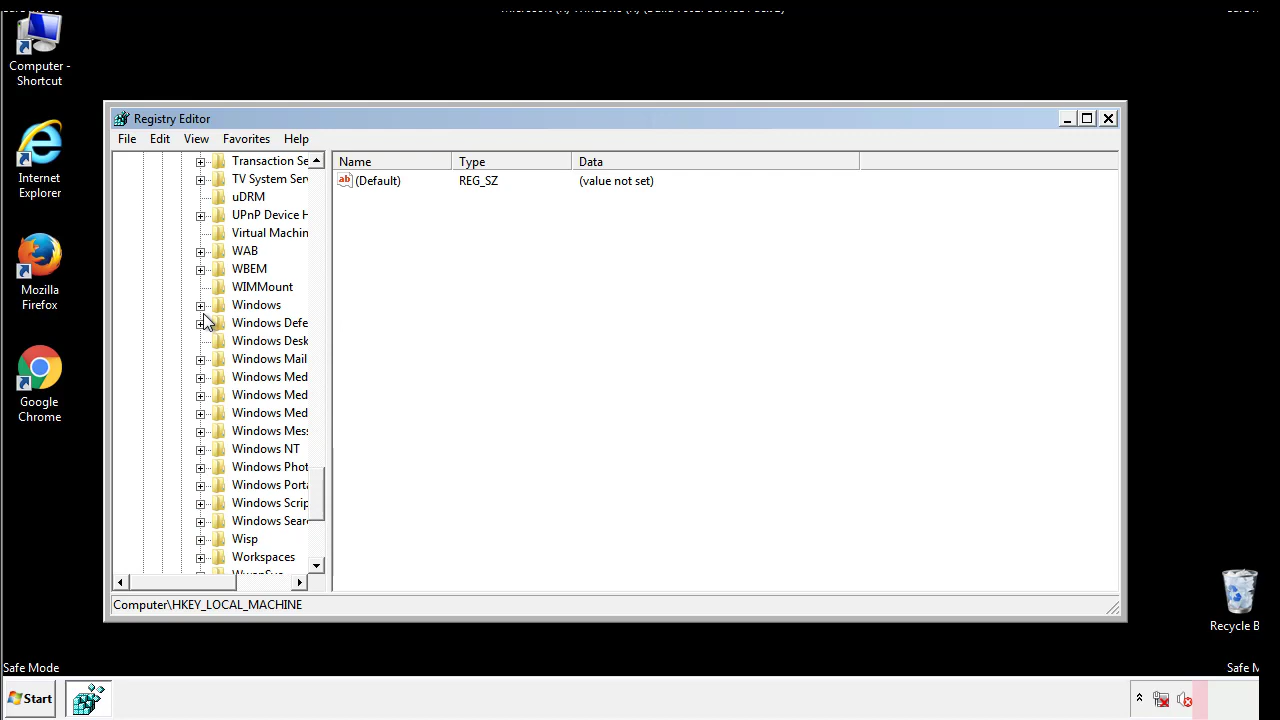 Computer -
Shortcut
Internet
Explorer
Mozilla
Firefox
Google
Chrome
Registry Editor
File Edit View Favorites Help
Transaction Se
TV System Ser
uDRM
UPnP Device H
Virtual Machin
WAB
WBEM
WIMMount
Windows
Windows Defe
Windows Desk
Windows Mail
Windows Med
Windows Med
Windows Med
Windows Mess
Windows NT
Windows Phot
Windows Porta
Windows Scrip
Windows Sear
Wisp
Workspaces
Name Type Data
ab (Default) REG_SZ (value not set)
Computer\HKEY_LOCAL_MACHINE
Recycle B
Safe Mode
Safe M
Start